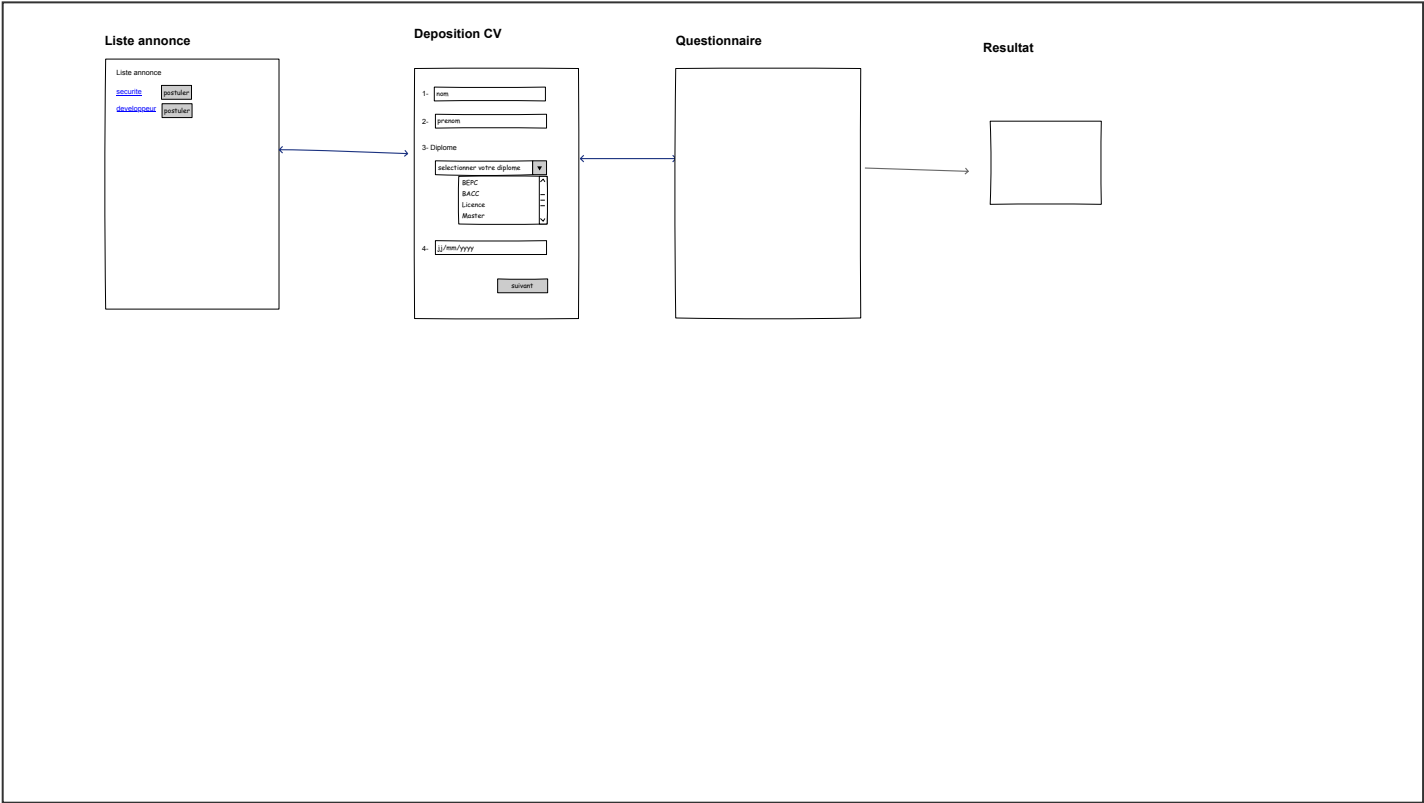 Liste annonce
Liste annonce
securite postuler
developpeur postuler
Deposition CV
1- nom
2- prenom
3- Diplome
selectionner votre diplome
BEPC
BACC
Licence
Master
4- jj/mm/yyyy
suivant
Questionnaire
Resultat